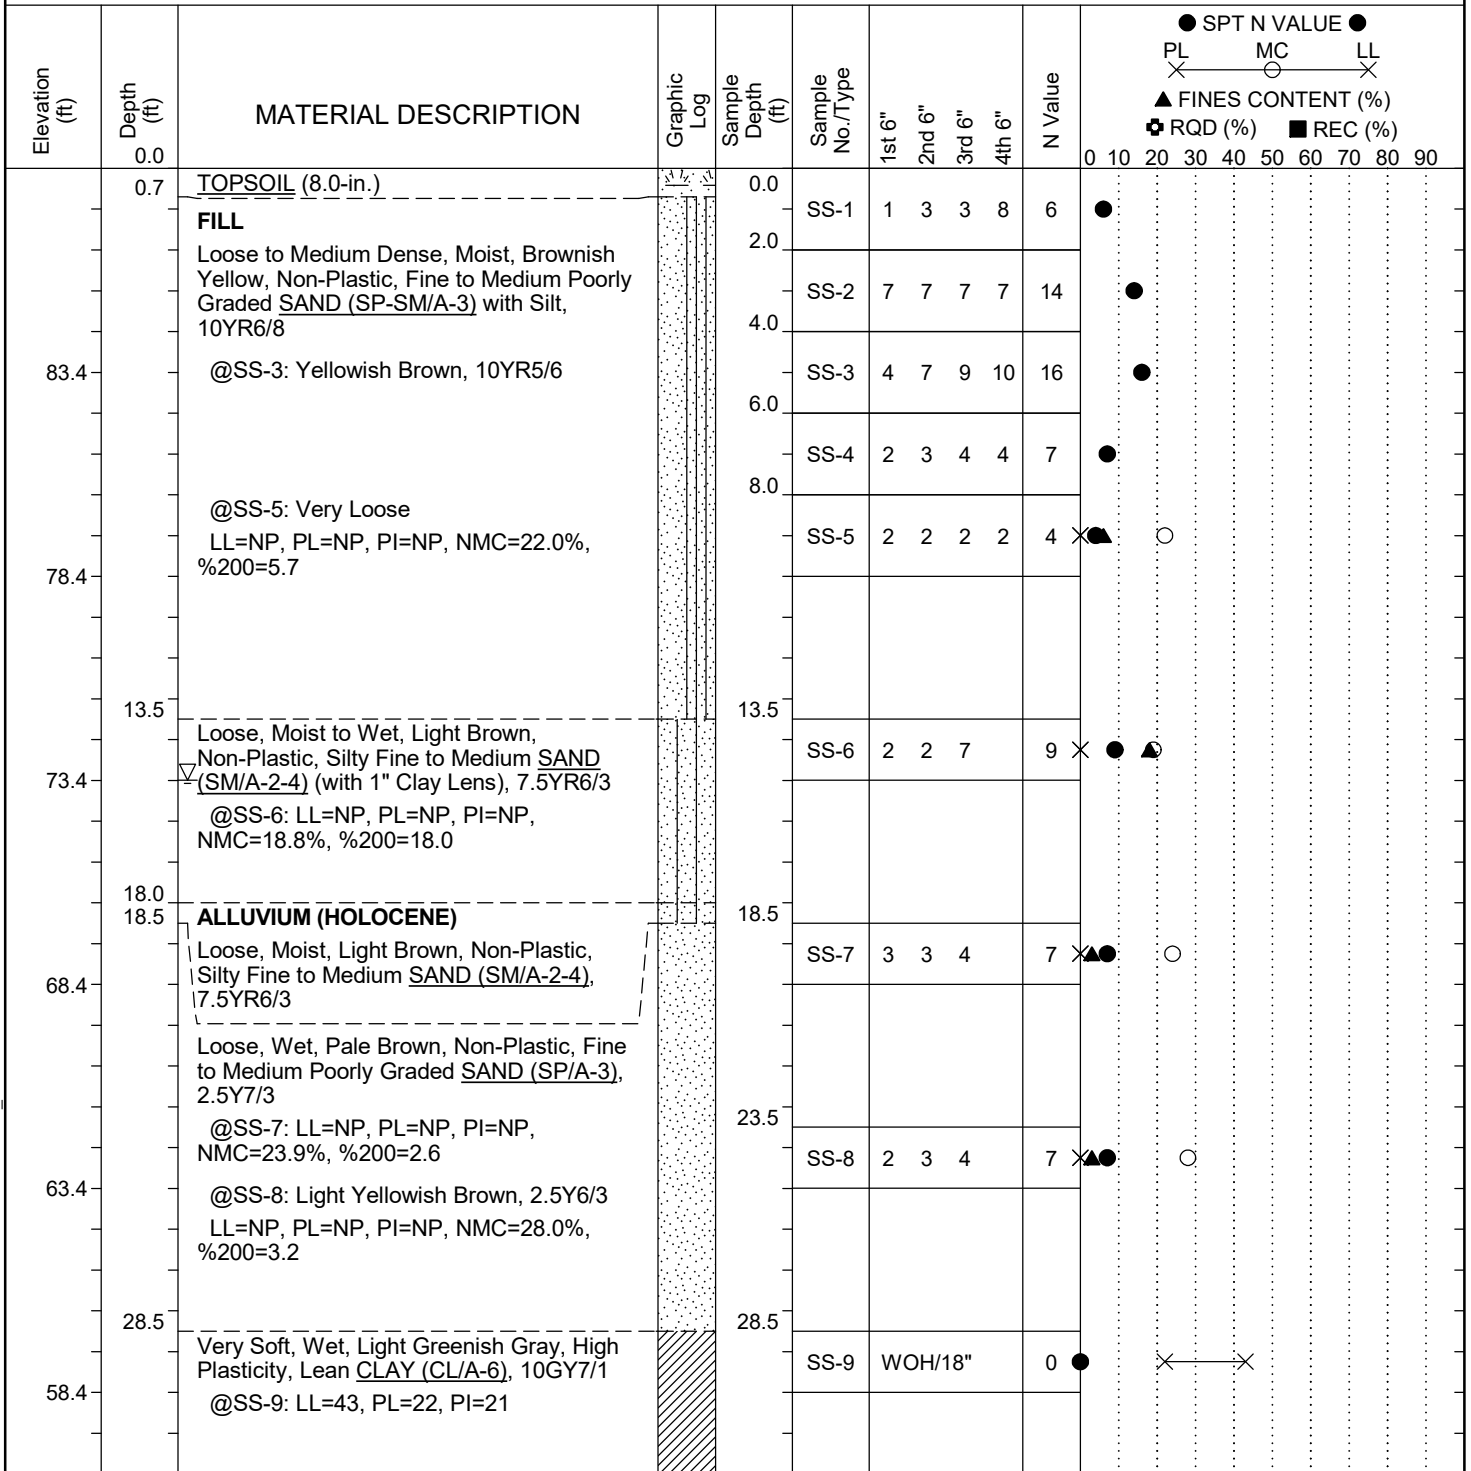 Elevation (ft)
Depth (ft)
0.0
MATERIAL DESCRIPTION
Graphic Log
Sample Depth (ft)
Sample No./Type
1st 6"
2nd 6"
3rd 6"
4th 6"
N Value
SPT N VALUE
PL MC LL
FINES CONTENT (%)
RQD (%) REC (%)
0 10 20 30 40 50 60 70 80 90
0.7 TOPSOIL (8.0-in.) 0.0
FILL SS-1 1 3 3 8 6
2.0
Loose to Medium Dense, Moist, Brownish
Yellow, Non-Plastic, Fine to Medium Poorly
Graded SAND (SP-SM/A-3) with Silt,
10YR6/8
SS-2 7 7 7 7 14
4.0
83.4 @SS-3: Yellowish Brown, 10YR5/6 SS-3 4 7 9 10 16
6.0
SS-4 2 3 4 4 7
8.0
@SS-5: Very Loose
LL=NP, PL=NP, PI=NP, NMC=22.0%,
%200=5.7
SS-5 2 2 2 2 4
78.4
13.5 13.5
Loose, Moist to Wet, Light Brown,
Non-Plastic, Silty Fine to Medium SAND
(SM/A-2-4) (with 1" Clay Lens), 7.5YR6/3
SS-6 2 2 7 9
73.4
@SS-6: LL=NP, PL=NP, PI=NP,
NMC=18.8%, %200=18.0
18.0
18.5 ALLUVIUM (HOLOCENE) 18.5
Loose, Moist, Light Brown, Non-Plastic,
Silty Fine to Medium SAND (SM/A-2-4),
7.5YR6/3
SS-7 3 3 4 7
68.4
Loose, Wet, Pale Brown, Non-Plastic, Fine
to Medium Poorly Graded SAND (SP/A-3),
2.5Y7/3
23.5
@SS-7: LL=NP, PL=NP, PI=NP,
NMC=23.9%, %200=2.6
SS-8 2 3 4 7
63.4 @SS-8: Light Yellowish Brown, 2.5Y6/3
LL=NP, PL=NP, PI=NP, NMC=28.0%,
%200=3.2
28.5 28.5
Very Soft, Wet, Light Greenish Gray, High
Plasticity, Lean CLAY (CL/A-6), 10GY7/1
SS-9 WOH/18" 0
58.4 @SS-9: LL=43, PL=22, PI=21